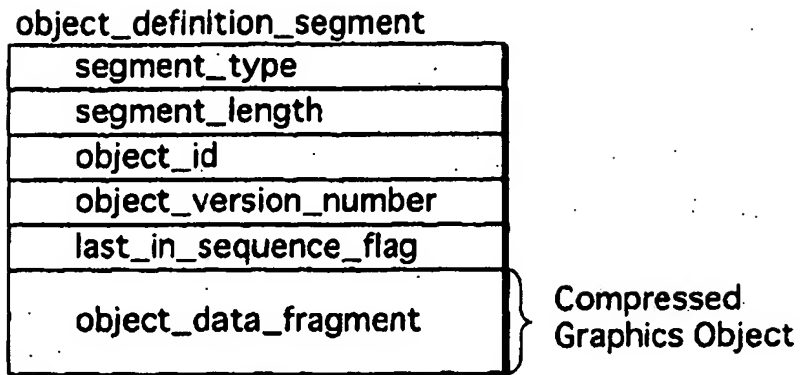 object_definition_segment
segment_type
segment_length
object_id
object_version_number
last_in_sequence_flag
object_data_fragment
Compressed
Graphics Object